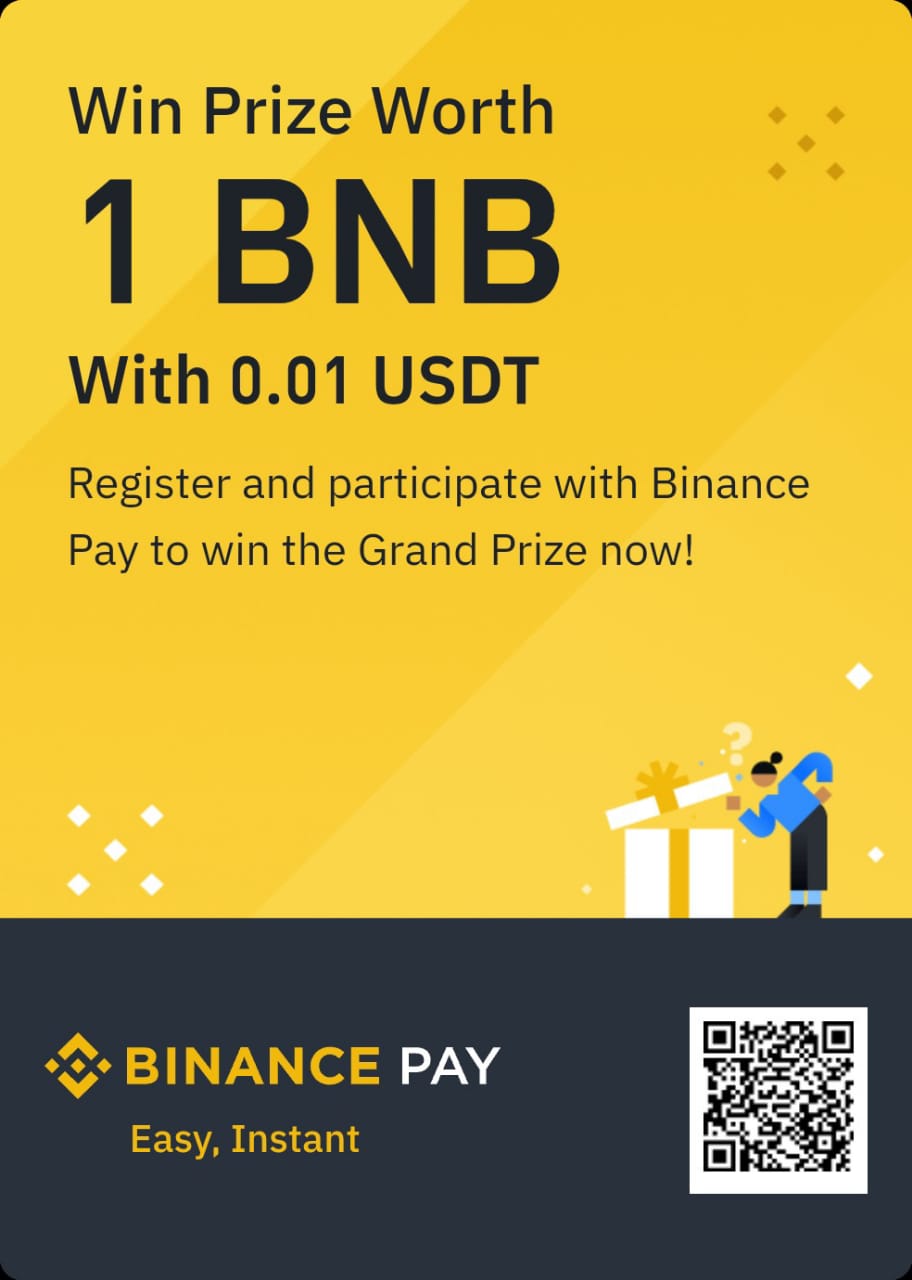 Win Prize Worth
1 BNB
With 0.01 USDT
Register and participate with Binance
Pay to win the Grand Prize now!
?
BINANCE PAY
Easy, Instant